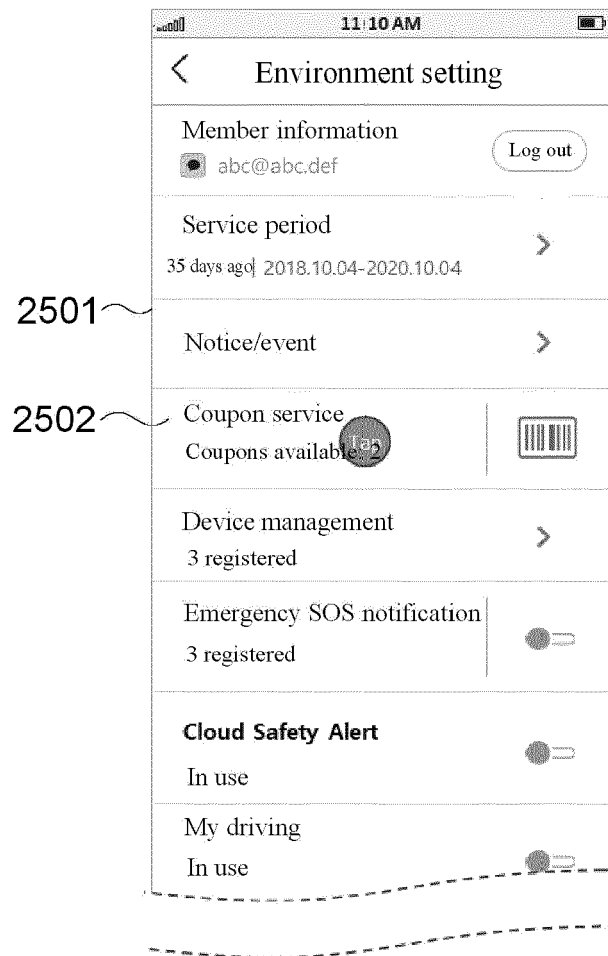 11:10 AM
Environment setting
Member information
abc@abc.def
Log out
Service period
35 days ago| 2018.10.04-2020.10.04
2501
Notice/event
2502
Coupon service
Coupons available: 2
Tap
Device management
3 registered
Emergency SOS notification
3 registered
Cloud Safety Alert
In use
My driving
In use